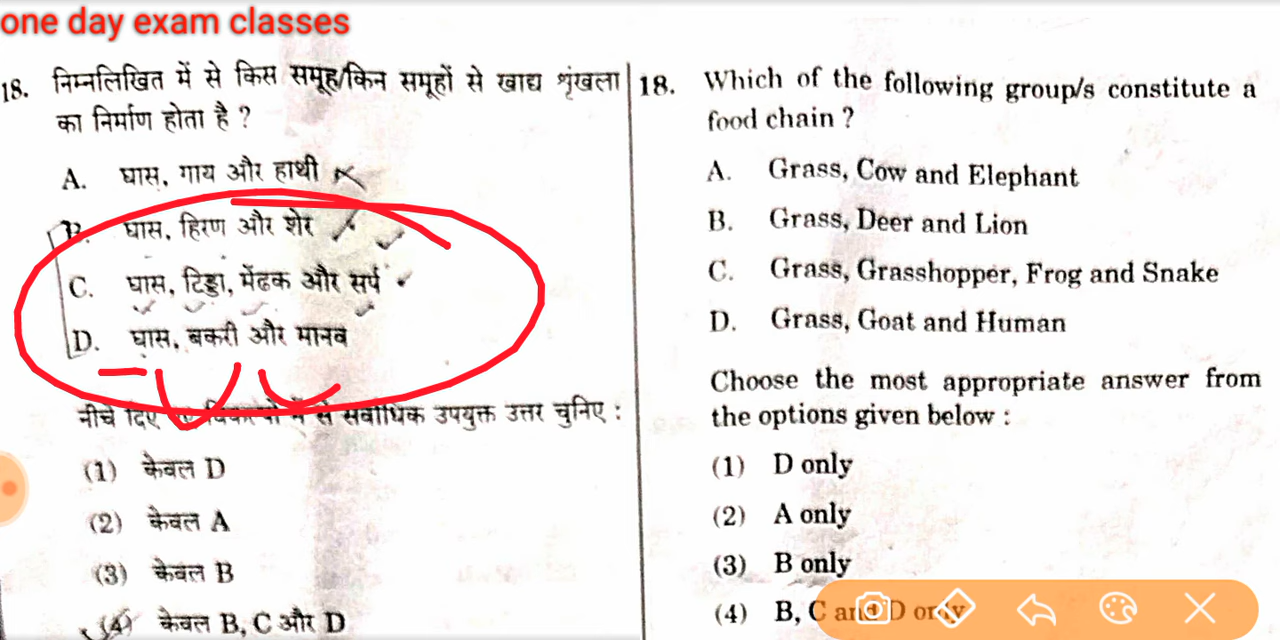 one day exam classes
18. निम्नलिखित में से किस समूह/किन समूहों से खाद्य शृंखला
का निर्माण होता है ?
A. घास, गाय और हाथी
B. घास, हिरण और शेर
C. घास, टिड्डा, मेंढक और सर्प
D. घास, बकरी और मानव
नीचे दिए में से सर्वाधिक उपयुक्त उत्तर चुनिए :
(1) केवल D
(2) केवल A
(3) केवल B
(4) केवल B, C और D
18. Which of the following group/s constitute a
food chain ?
A. Grass, Cow and Elephant
B. Grass, Deer and Lion
C. Grass, Grasshopper, Frog and Snake
D. Grass, Goat and Human
Choose the most appropriate answer from
the options given below :
(1) D only
(2) A only
(3) B only
(4) B, C and D only